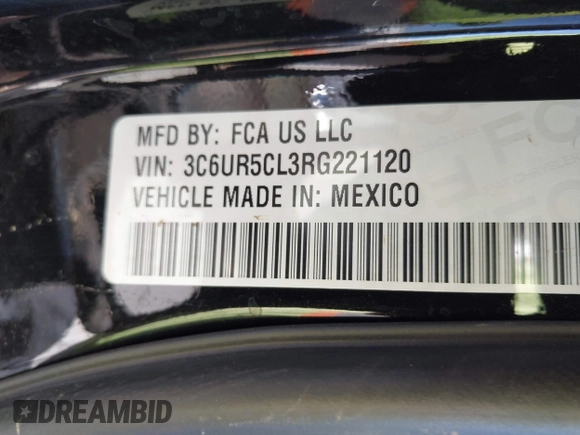 MFD BY: FCA US LLC
VIN: 3C6UR5CL3RG221120
VEHICLE MADE IN: MEXICO
DREAMBID